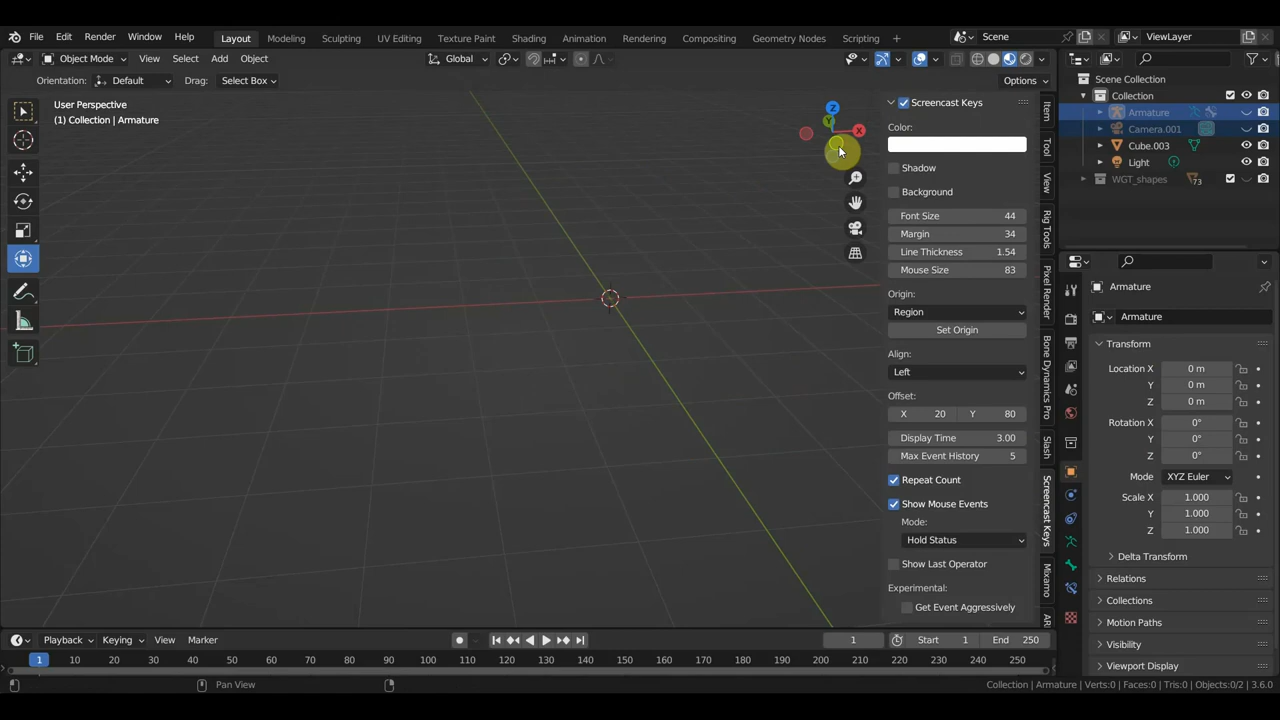 File Edit Render Window Help Layout Modeling Sculpting UV Editing Texture Paint Shading Animation Rendering Compositing Geometry Nodes Scripting + Scene ViewLayer
Object Mode View Select Add Object Global Options
Orientation: Default Drag: Select Box
User Perspective
(1) Collection | Armature
Z
Y
X
Screencast Keys
Color:
Shadow
Background
Font Size 44
Margin 34
Line Thickness 1.54
Mouse Size 83
Origin:
Region
Set Origin
Align:
Left
Offset:
X 20 Y 80
Display Time 3.00
Max Event History 5
Repeat Count
Show Mouse Events
Mode:
Hold Status
Show Last Operator
Experimental:
Get Event Aggressively
Item
Tool
View
Rig Tools
Pixel Render
Bone Dynamics Pro
Slash
Screencast Keys
Mixamo
AR
Scene Collection
Collection
Armature
Camera.001
Cube.003
Light
WGT_shapes 73
Armature
Armature
Transform
Location X 0 m
Y 0 m
Z 0 m
Rotation X 0°
Y 0°
Z 0°
Mode XYZ Euler
Scale X 1.000
Y 1.000
Z 1.000
Delta Transform
Relations
Collections
Motion Paths
Visibility
Viewport Display
Playback Keying View Marker 1 Start 1 End 250
1 10 20 30 40 50 60 70 80 90 100 110 120 130 140 150 160 170 180 190 200 210 220 230 240 250
Pan View Collection | Armature | Verts:0 | Faces:0 | Tris:0 | Objects:0/2 | 3.6.0